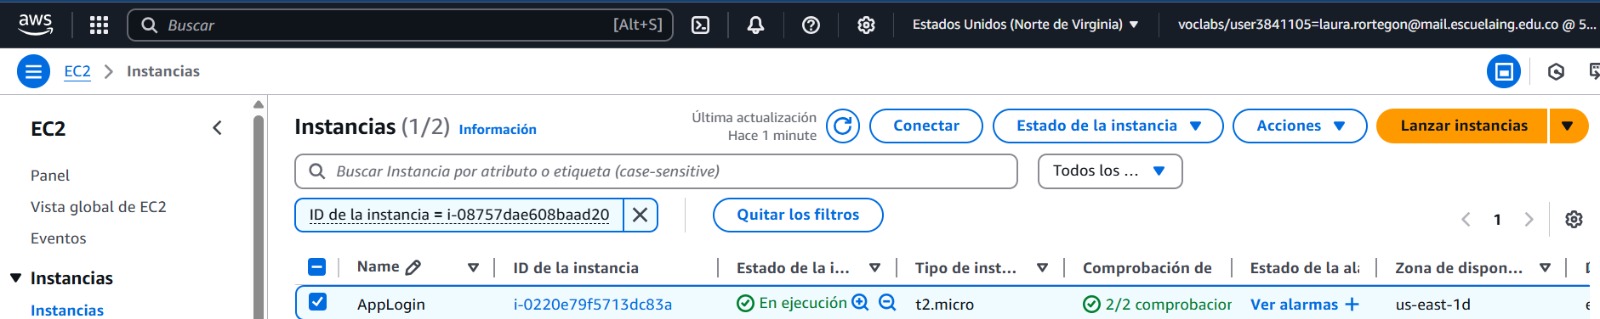 aws
Buscar
[Alt+S]
Estados Unidos (Norte de Virginia)
voclabs/user3841105=laura.rortegon@mail.escuelaing.edu.co @ 5...
EC2
Instancias
EC2
Panel
Vista global de EC2
Eventos
Instancias
Instancias
Instancias (1/2) Información
Última actualización
Hace 1 minute
Conectar
Estado de la instancia
Acciones
Lanzar instancias
Buscar Instancia por atributo o etiqueta (case-sensitive)
Todos los ...
ID de la instancia = i-08757dae608baad20
Quitar los filtros
1
Name
ID de la instancia
Estado de la i...
Tipo de inst...
Comprobación de
Estado de la ala
Zona de dispon...
AppLogin
i-0220e79f5713dc83a
En ejecución
t2.micro
2/2 comprobacior
Ver alarmas +
us-east-1d